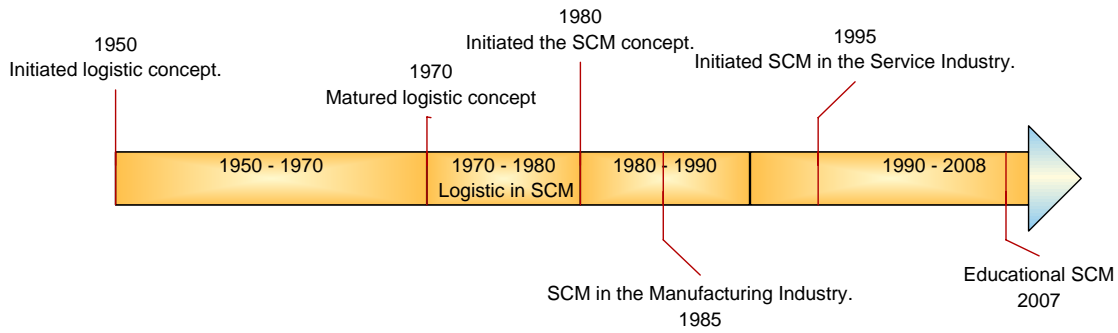 1950
Initiated logistic concept.
1970
Matured logistic concept
1980
Initiated the SCM concept.
1995
Initiated SCM in the Service Industry.
1950 - 1970
1970 - 1980
Logistic in SCM
1980 - 1990
1990 - 2008
SCM in the Manufacturing Industry.
1985
Educational SCM
2007